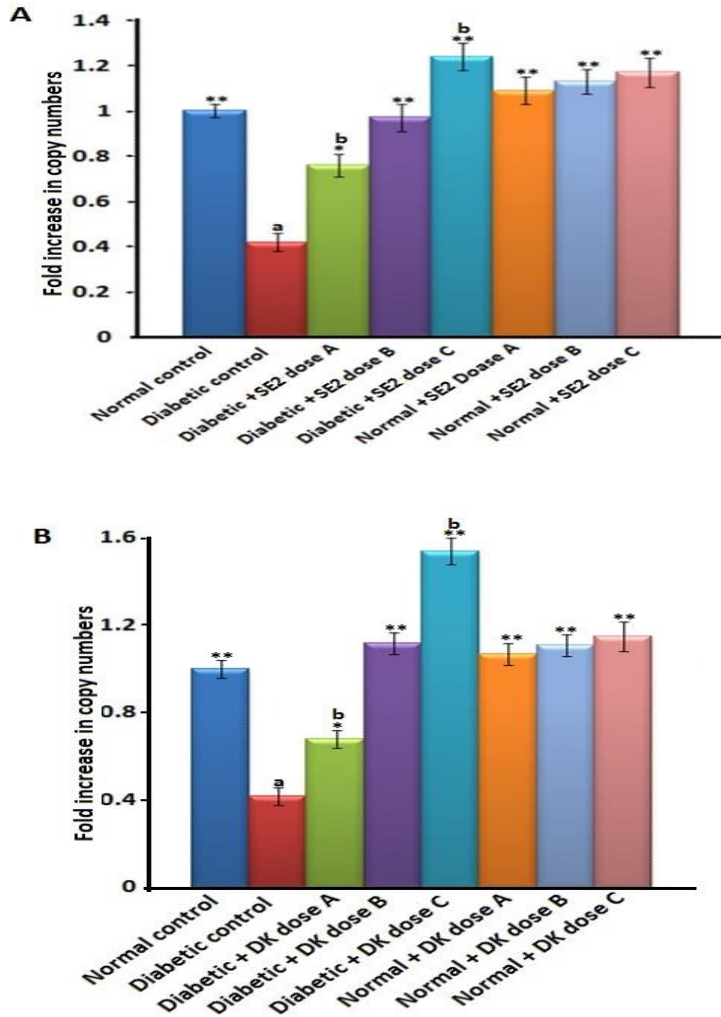 A
Fold increase in copy numbers
1.4
1.2
1
0.8
0.6
0.4
0.2
0
**
a
b
*
**
b
**
**
**
**
Normal control
Diabetic control
Diabetic +SE2 dose A
Diabetic +SE2 dose B
Diabetic +SE2 dose C
Normal +SE2 Doase A
Normal +SE2 dose B
Normal +SE2 dose C
B
Fold increase in copy numbers
1.6
1.2
0.8
0.4
0
**
a
b
*
**
b
**
**
**
**
Normal control
Diabetic control
Diabetic + DK dose A
Diabetic + DK dose B
Diabetic + DK dose C
Normal + DK dose A
Normal + DK dose B
Normal + DK dose C